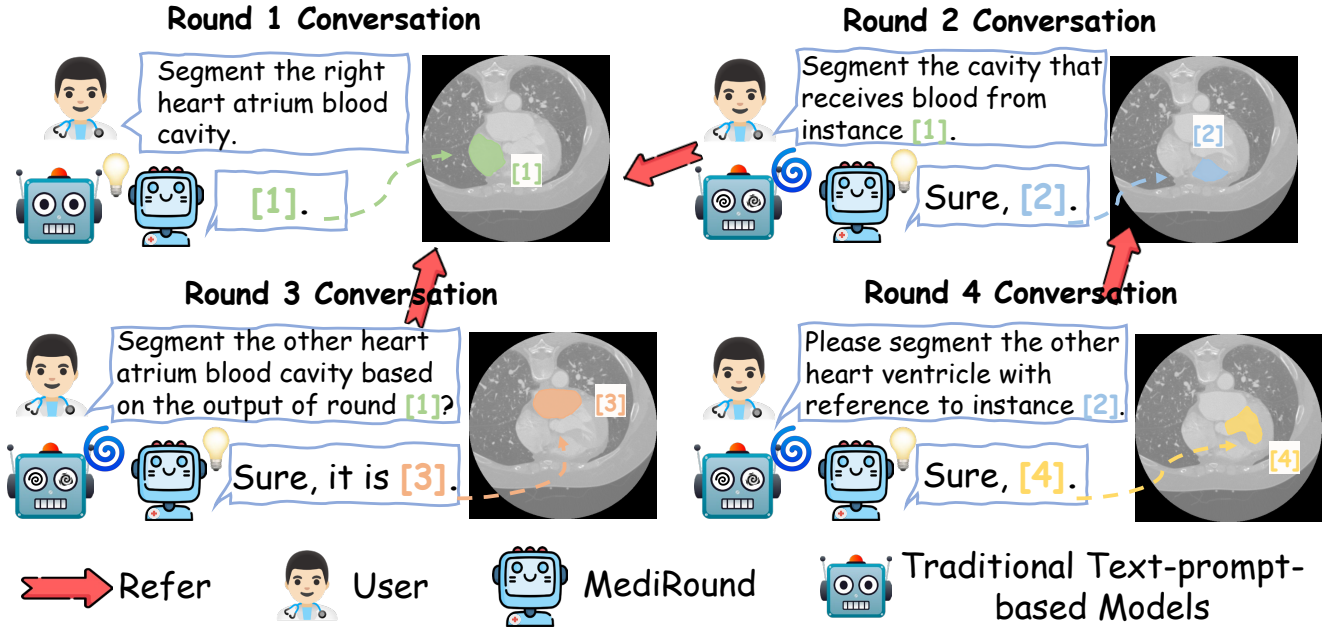 Round 1 Conversation
Segment the right
heart atrium blood
cavity.
[1].
[1]
Round 2 Conversation
Segment the cavity that
receives blood from
instance [1].
Sure, [2].
[2]
Round 3 Conversation
Segment the other heart
atrium blood cavity based
on the output of round [1]?
Sure, it is [3].
[3]
Round 4 Conversation
Please segment the other
heart ventricle with
reference to instance [2].
Sure, [4].
[4]
Refer
User
MediRound
Traditional Text-prompt-
based Models